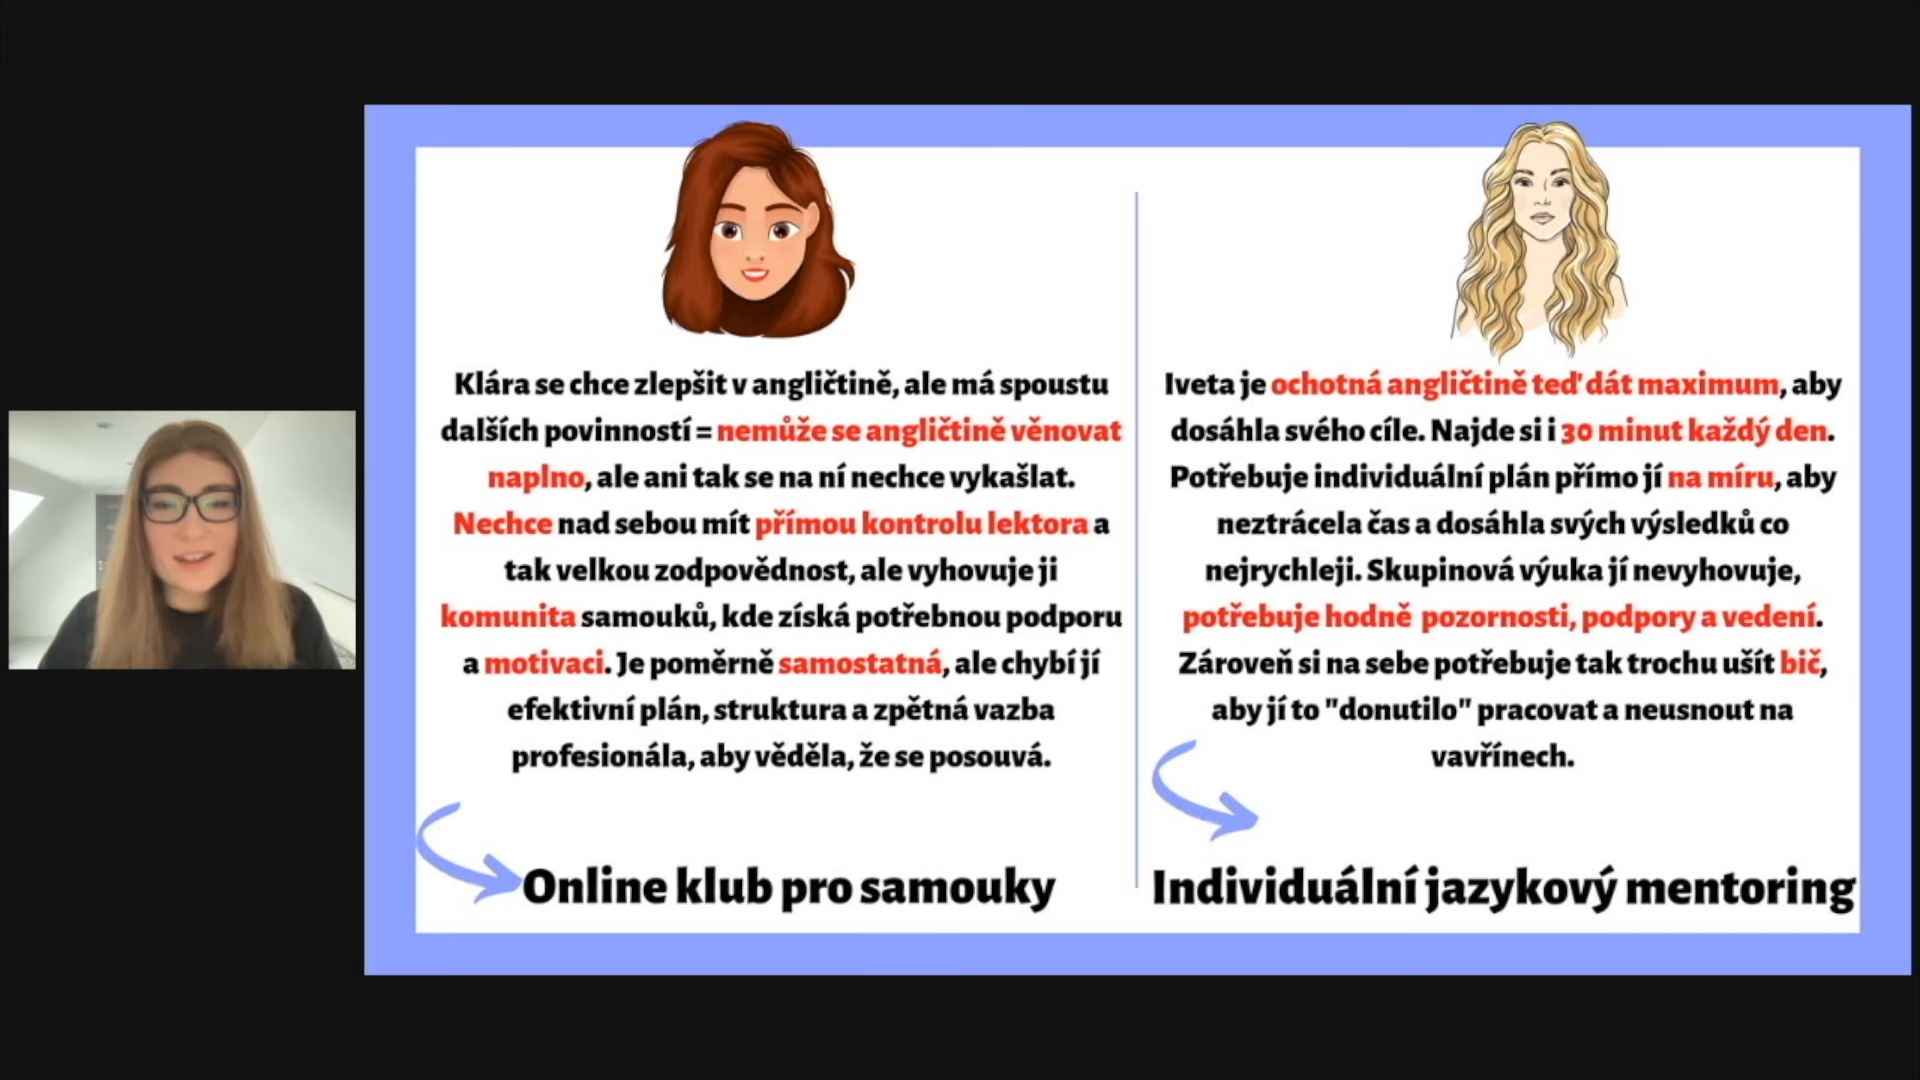 Klára se chce zlepšit v angličtině, ale má spoustu
dalších povinností = nemůže se angličtině věnovat
naplno, ale ani tak se na ní nechce vykašlat.
Nechce nad sebou mít přímou kontrolu lektora a
tak velkou zodpovědnost, ale vyhovuje ji
komunita samouků, kde získá potřebnou podporu
a motivaci. Je poměrně samostatná, ale chybí jí
efektivní plán, struktura a zpětná vazba
profesionála, aby věděla, že se posouvá.
Online klub pro samouky
Iveta je ochotná angličtině teď dát maximum, aby
dosáhla svého cíle. Najde si i 30 minut každý den.
Potřebuje individuální plán přímo jí na míru, aby
neztrácela čas a dosáhla svých výsledků co
nejrychleji. Skupinová výuka jí nevyhovuje,
potřebuje hodně pozornosti, podpory a vedení.
Zároveň si na sebe potřebuje tak trochu ušít bič,
aby jí to "donutilo" pracovat a neusnout na
vavřínech.
Individuální jazykový mentoring